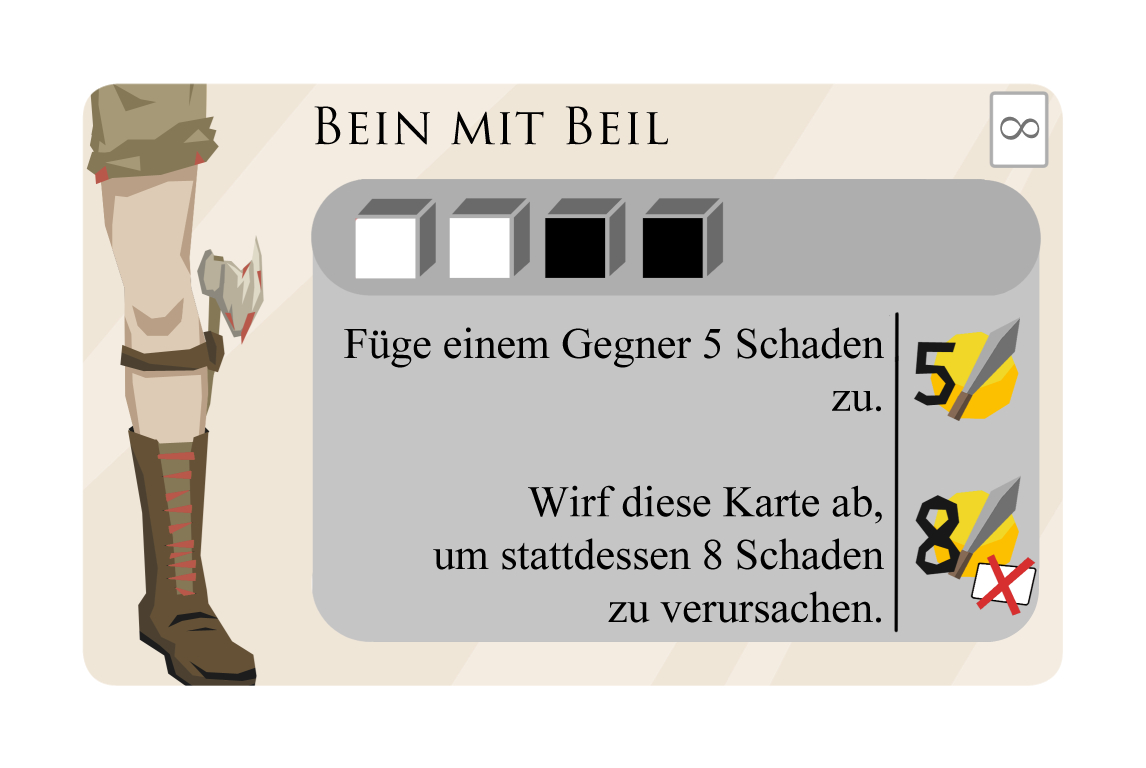 8
BEIN MIT BEIL
Füge einem Gegner 5 Schaden
zu.
5
Wirf diese Karte ab,
um stattdessen 8 Schaden
zu verursachen.
8